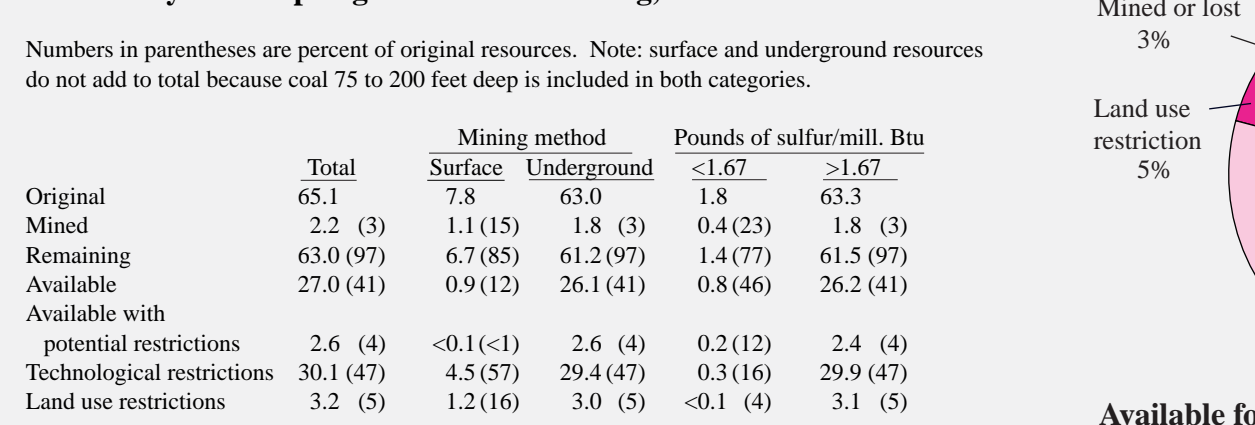 Numbers in parentheses are percent of original resources.  Note: surface and underground resources
do not add to total because coal 75 to 200 feet deep is included in both categories.
Mining method Pounds of sulfur/mill. Btu
Total Surface Underground <1.67 >1.67
Original 65.1 7.8 63.0 1.8 63.3
Mined 2.2 (3) 1.1 (15) 1.8 (3) 0.4 (23) 1.8 (3)
Remaining 63.0 (97) 6.7 (85) 61.2 (97) 1.4 (77) 61.5 (97)
Available 27.0 (41) 0.9 (12) 26.1 (41) 0.8 (46) 26.2 (41)
Available with
potential restrictions 2.6 (4) <0.1 (<1) 2.6 (4) 0.2 (12) 2.4 (4)
Technological restrictions 30.1 (47) 4.5 (57) 29.4 (47) 0.3 (16) 29.9 (47)
Land use restrictions 3.2 (5) 1.2 (16) 3.0 (5) <0.1 (4) 3.1 (5)
Mined or lost
3%
Land use
restriction
5%
Available